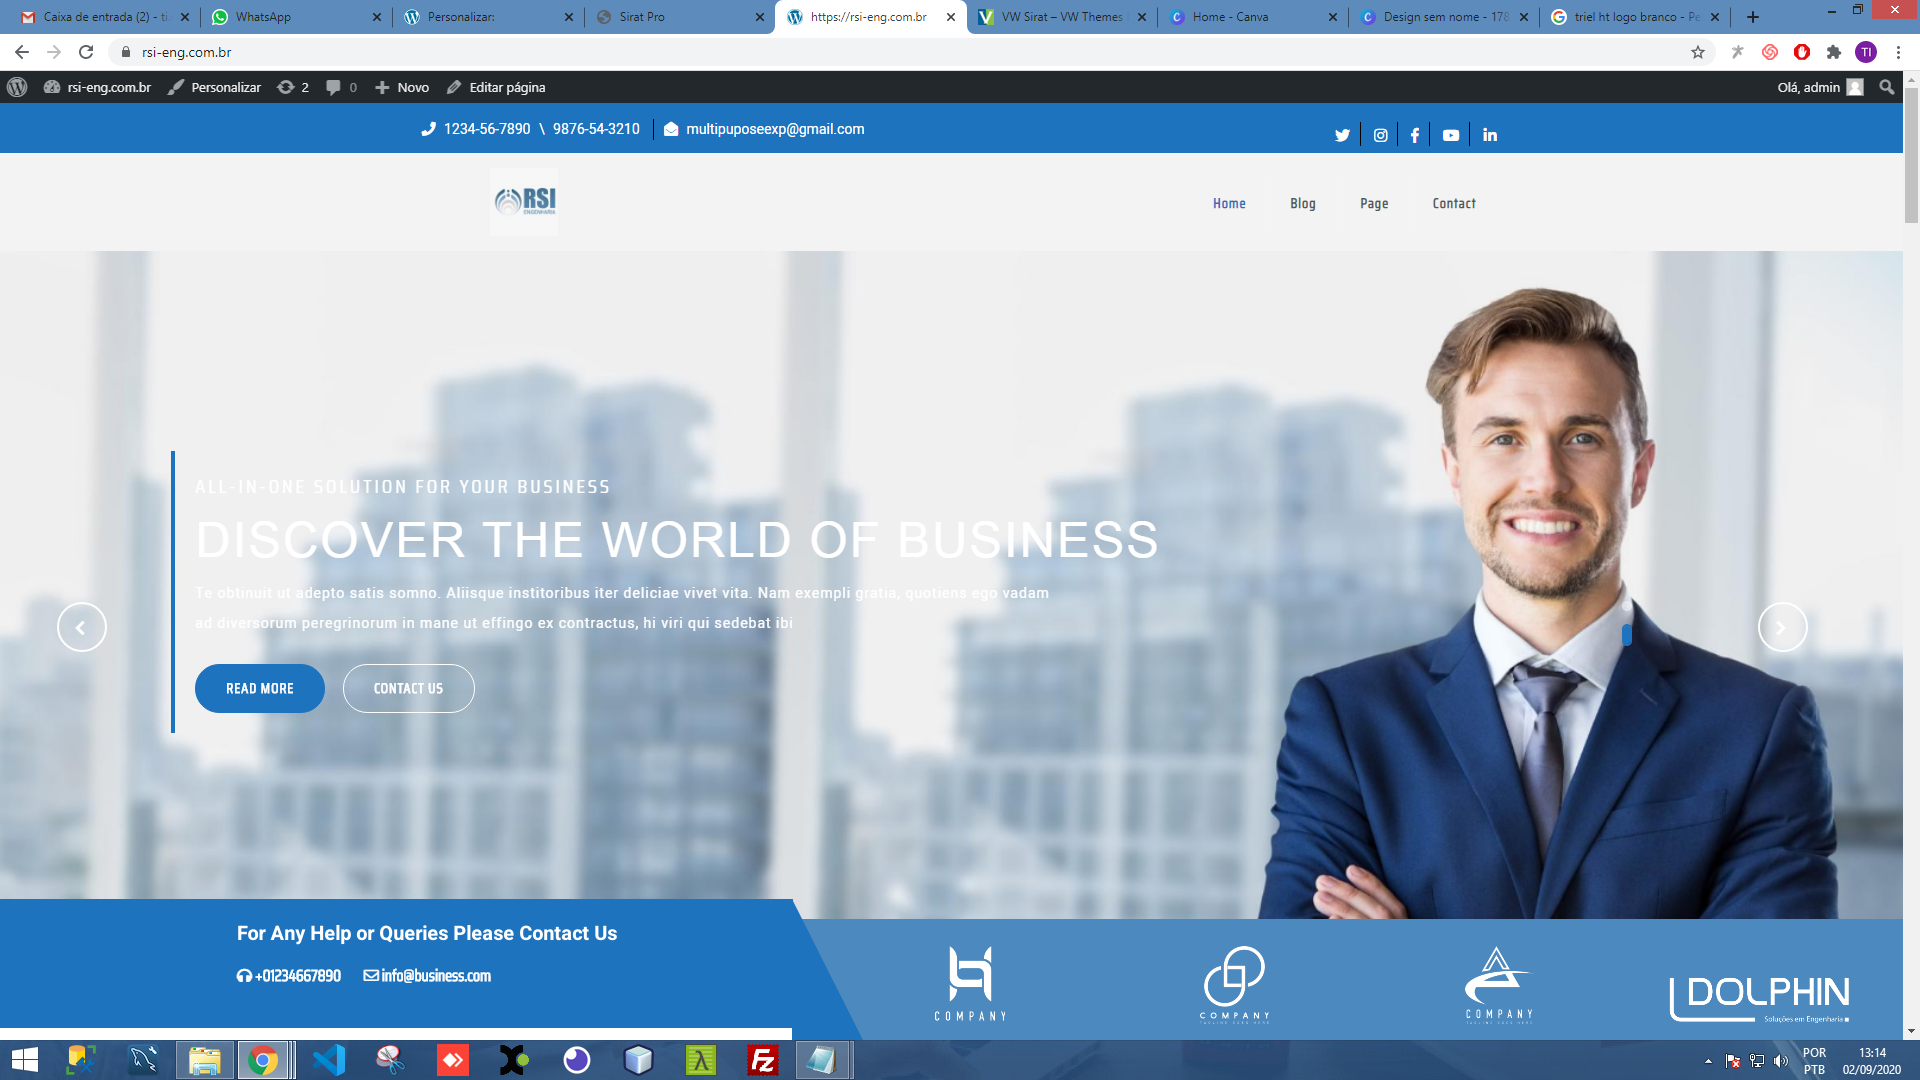 Caixa de entrada (2) - ti.
WhatsApp
Personalizar:
Sirat Pro
https://rsi-eng.com.br
VW Sirat – VW Themes
Home - Canva
Design sem nome - 178
triel ht logo branco - Pe
rsi-eng.com.br
TI
rsi-eng.com.br
Personalizar
2
0
Novo
Editar página
Olá, admin
1234-56-7890 \ 9876-54-3210
multipuposeexp@gmail.com
RSI
ENGENHARIA
Home
Blog
Page
Contact
ALL-IN-ONE SOLUTION FOR YOUR BUSINESS
DISCOVER THE WORLD OF BUSINESS
Te obtinuit ut adepto satis somno. Aliisque institoribus iter deliciae vivet vita. Nam exempli gratia, quotiens ego vadam
ad diversorum peregrinorum in mane ut effingo ex contractus, hi viri qui sedebat ibi
READ MORE
CONTACT US
For Any Help or Queries Please Contact Us
+01234667890
info@business.com
COMPANY
COMPANY
COMPANY
DOLPHIN
Soluções em Engenharia
POR
PTB
13:14
02/09/2020